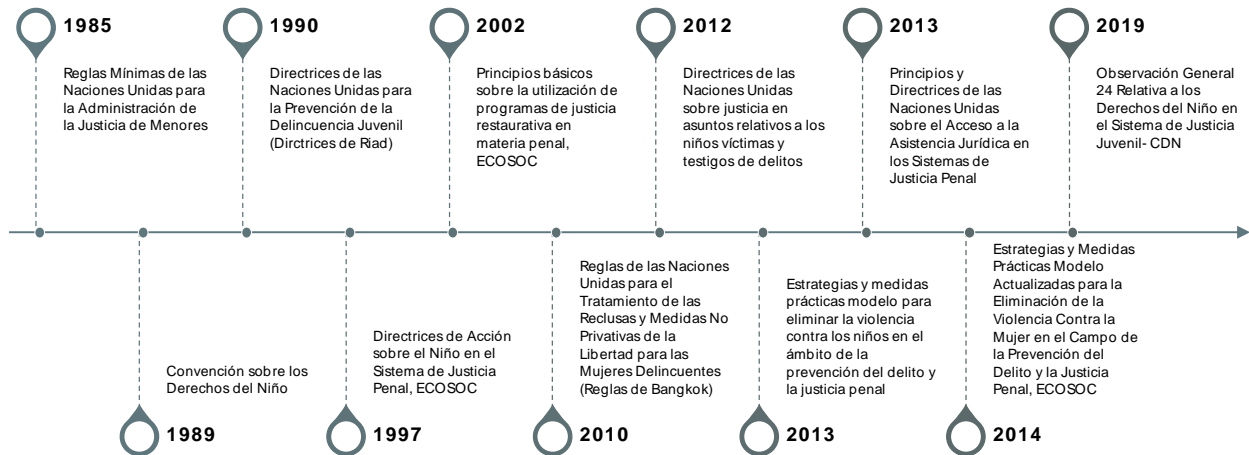 1985
Reglas Mínimas de las
Naciones Unidas para
la Administración de
la Justicia de Menores
1990
Directrices de las
Naciones Unidas para
la Prevención de la
Delincuencia Juvenil
(Dirctrices de Riad)
2002
Principios básicos
sobre la utilización de
programas de justicia
restaurativa en
materia penal,
ECOSOC
2012
Directrices de las
Naciones Unidas
sobre justicia en
asuntos relativos a los
niños víctimas y
testigos de delitos
2013
Principios y
Directrices de las
Naciones Unidas
sobre el Acceso a la
Asistencia Jurídica en
los Sistemas de
Justicia Penal
2019
Observación General
24 Relativa a los
Derechos del Niño en
el Sistema de Justicia
Juvenil- CDN
Convención sobre los
Derechos del Niño
1989
Directrices de Acción
sobre el Niño en el
Sistema de Justicia
Penal, ECOSOC
1997
Reglas de las Naciones
Unidas para el
Tratamiento de las
Reclusas y Medidas No
Privativas de la
Libertad para las
Mujeres Delincuentes
(Reglas de Bangkok)
2010
Estrategias y medidas
prácticas modelo para
eliminar la violencia
contra los niños en el
ámbito de la
prevención del delito y
la justicia penal
2013
Estrategias y Medidas
Prácticas Modelo
Actualizadas para la
Eliminación de la
Violencia Contra la
Mujer en el Campo de
la Prevención del
Delito y la Justicia
Penal, ECOSOC
2014